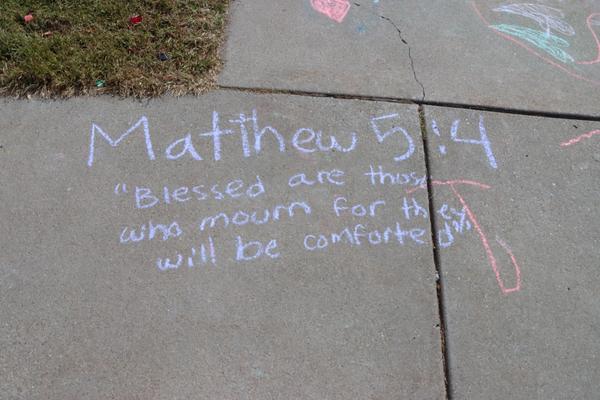 Matthew 5:4
"Blessed are those
who mourn for they
will be comforted"